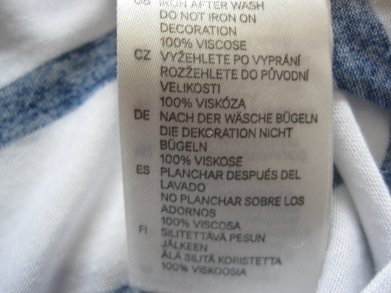 GB IRON AFTER WASH
DO NOT IRON ON
DECORATION
100% VISCOSE
CZ VYŽEHLETE PO VYPRÁNÍ
ROZŽEHLETE DO PŮVODNÍ
VELIKOSTI
100% VISKÓZA
DE NACH DER WÄSCHE BÜGELN
DIE DEKORATION NICHT
BÜGELN
100% VISKOSE
ES PLANCHAR DESPUÉS DEL
LAVADO
NO PLANCHAR SOBRE LOS
ADORNOS
100% VISCOSA
FI SILITETTÄVÄ PESUN
JÄLKEEN
ÄLÄ SILITÄ KORISTETTA
100% VISKOOSIA